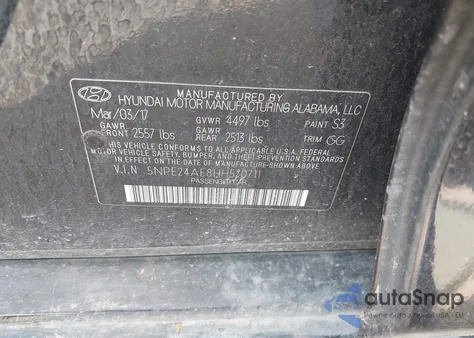 MANUFACTURED BY
HYUNDAI MOTOR MANUFACTURING ALABAMA, LLC
Mar/03/17 GVWR 4497 lbs PAINT S3
GAWR FRONT 2557 lbs GAWR REAR 2513 lbs TRIM GG
THIS VEHICLE CONFORMS TO ALL APPLICABLE U.S.A. FEDERAL
MOTOR VEHICLE SAFETY, BUMPER, AND THEFT PREVENTION STANDARDS
IN EFFECT ON THE DATE OF MANUFACTURE SHOWN ABOVE.
V.I.N 5NPE24AF8HH530711
PASSENGER CAR
autoSnap